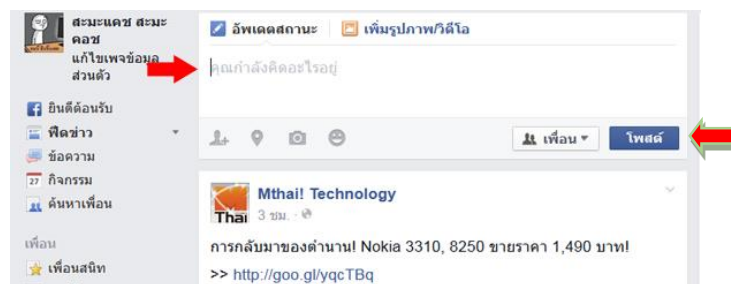 สะมะแคช สะมะ
คอช
แก้ไขเพจข้อมูล
ส่วนตัว
ยินดีต้อนรับ
ฟีดข่าว
ข้อความ
27 กิจกรรม
ค้นหาเพื่อน
เพื่อน
เพื่อนสนิท
อัพเดตสถานะ เพิ่มรูปภาพ/วิดีโอ
คุณกำลังคิดอะไรอยู่
เพื่อน โพสต์
Thai
Mthai! Technology
3 ชม. ·
การกลับมาของตำนาน! Nokia 3310, 8250 ขายราคา 1,490 บาท!
>> http://goo.gl/yqcTBq